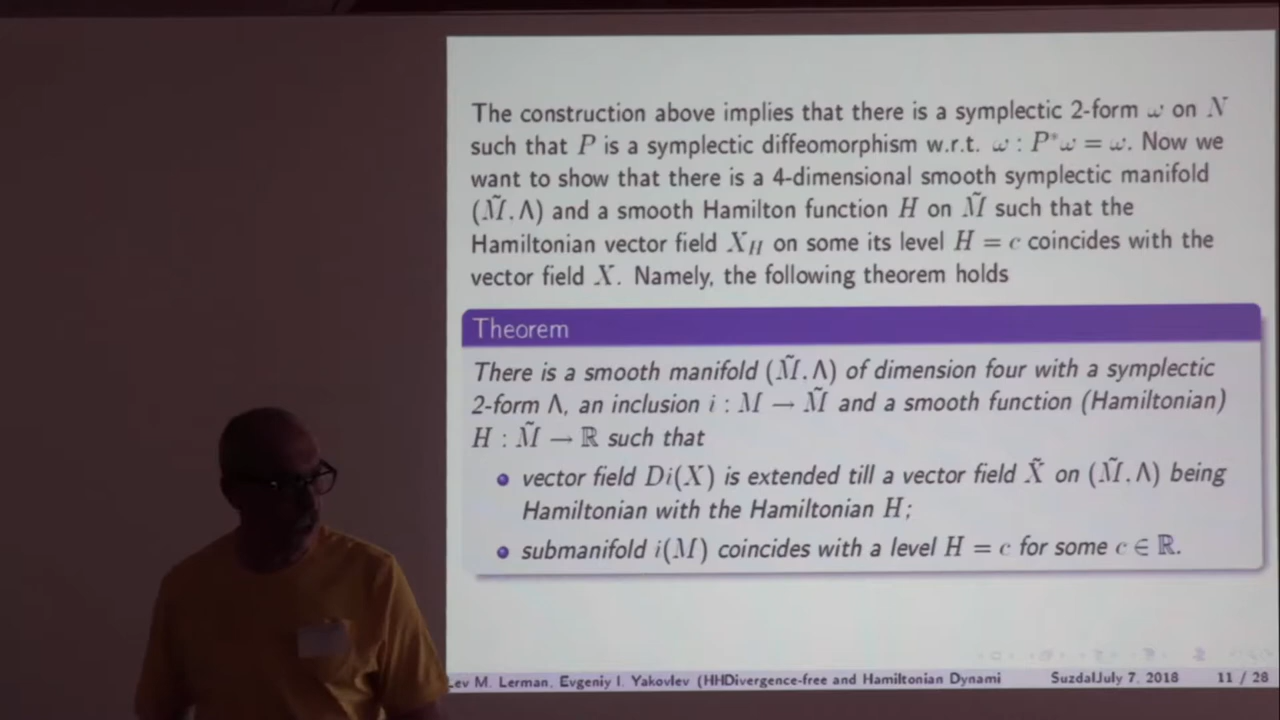 The construction above implies that there is a symplectic 2-form ω on N
such that P is a symplectic diffeomorphism w.r.t. ω : P*ω = ω. Now we
want to show that there is a 4-dimensional smooth symplectic manifold
(M̃, Λ) and a smooth Hamilton function H on M̃ such that the
Hamiltonian vector field X_H on some its level H = c coincides with the
vector field X. Namely, the following theorem holds
Theorem
There is a smooth manifold (M̃, Λ) of dimension four with a symplectic
2-form Λ, an inclusion i : M → M̃ and a smooth function (Hamiltonian)
H : M̃ → ℝ such that
• vector field Di(X) is extended till a vector field X̃ on (M̃, Λ) being
Hamiltonian with the Hamiltonian H;
• submanifold i(M) coincides with a level H = c for some c ∈ ℝ.
Lev M. Lerman, Evgeniy I. Yakovlev (HHDivergence-free and Hamiltonian Dynami SuzdalJuly 7, 2018 11 / 28